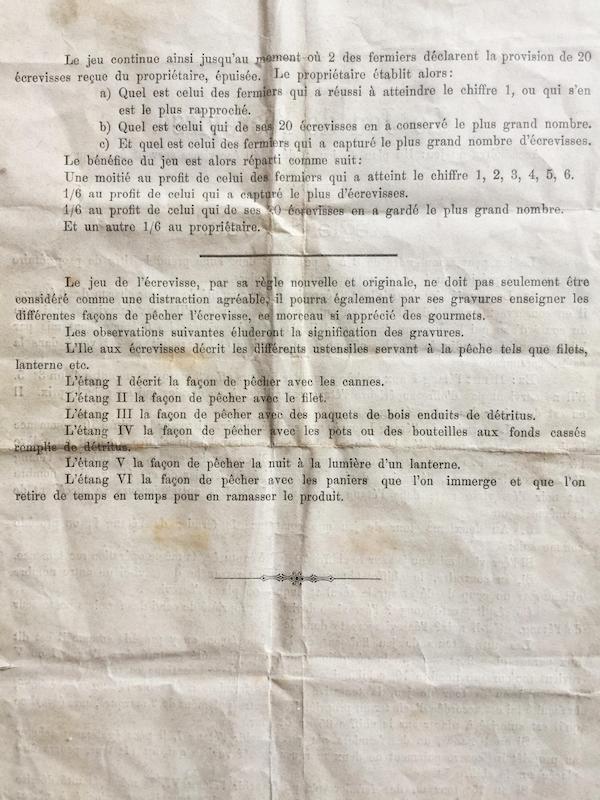 Le jeu continue ainsi jusqu'au moment où 2 des fermiers déclarent la provision de 20
écrevisses reçue du propriétaire, épuisée. Le propriétaire établit alors:
a) Quel est celui des fermiers qui a réussi à atteindre le chiffre 1, ou qui s'en
est le plus rapproché.
b) Quel est celui qui de ses 20 écrevisses en a conservé le plus grand nombre.
c) Et quel est celui des fermiers qui a capturé le plus grand nombre d'écrevisses.
Le bénéfice du jeu est alors réparti comme suit:
Une moitié au profit de celui des fermiers qui a atteint le chiffre 1, 2, 3, 4, 5, 6.
1/6 au profit de celui qui a capturé le plus d'écrevisses.
1/6 au profit de celui qui de ses 20 écrevisses en a gardé le plus grand nombre.
Et un autre 1/6 au propriétaire.
Le jeu de l'écrevisse, par sa règle nouvelle et originale, ne doit pas seulement être
considéré comme une distraction agréable, il pourra également par ses gravures enseigner les
différentes façons de pêcher l'écrevisse, ce morceau si apprécié des gourmets.
Les observations suivantes éluderont la signification des gravures.
L'Ile aux écrevisses décrit les différents ustensiles servant à la pêche tels que filets,
lanterne etc.
L'étang I décrit la façon de pêcher avec les cannes.
L'étang II la façon de pêcher avec le filet.
L'étang III la façon de pêcher avec des paquets de bois enduits de détritus.
L'étang IV la façon de pêcher avec les pots ou des bouteilles aux fonds cassés
remplis de détritus.
L'étang V la façon de pêcher la nuit à la lumière d'un lanterne.
L'étang VI la façon de pêcher avec les paniers que l'on immerge et que l'on
retire de temps en temps pour en ramasser le produit.